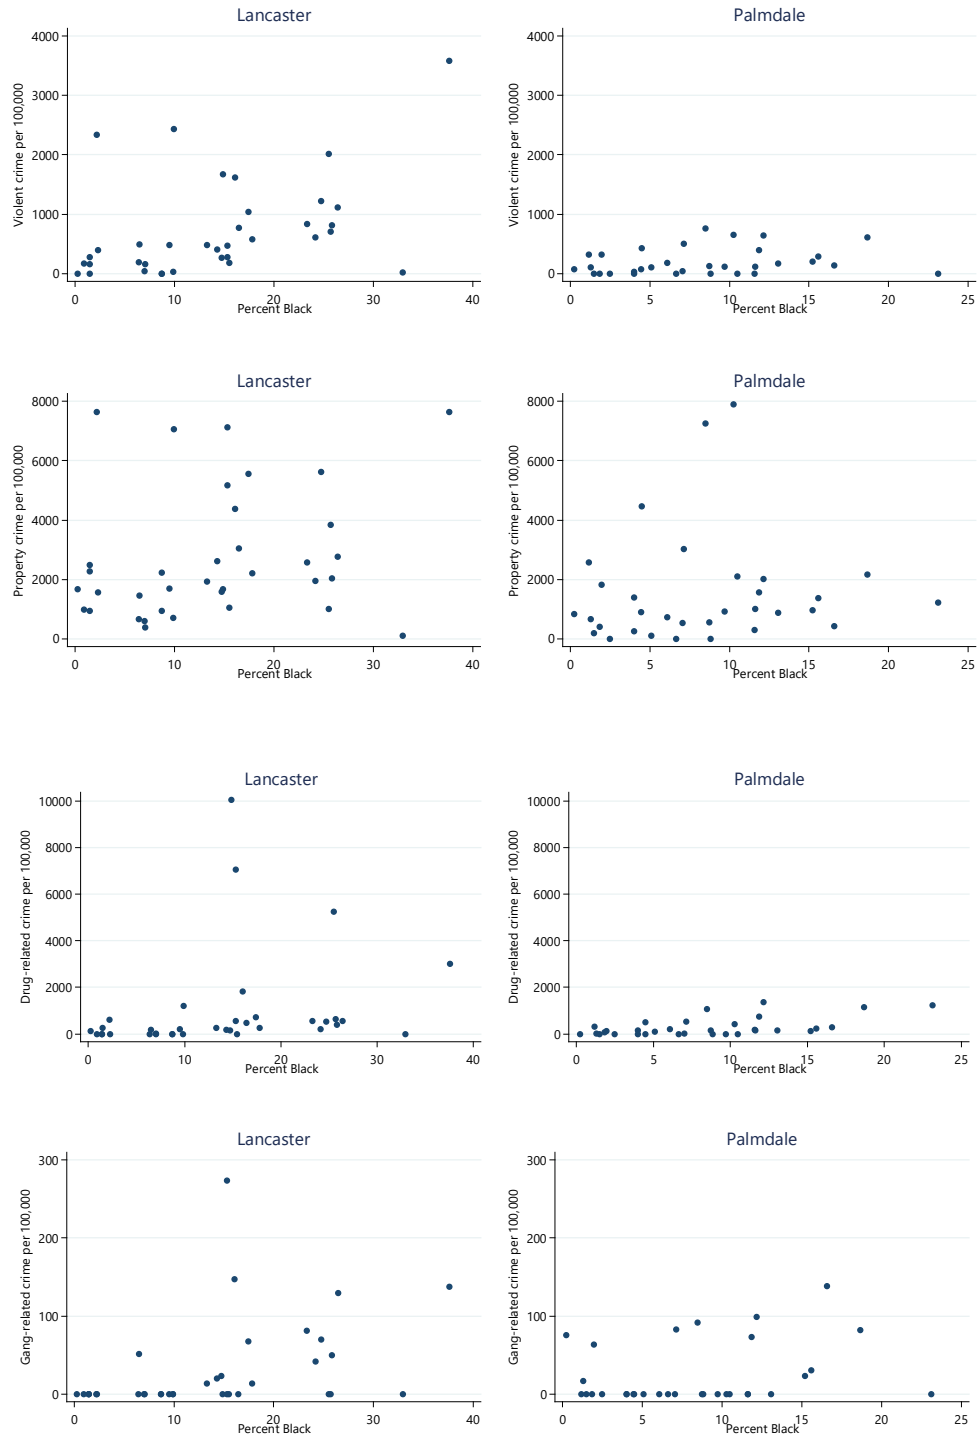 Lancaster
Palmdale
Violent crime per 100,000
4000
3000
2000
1000
0
0 10 20 30 40
Percent Black
Violent crime per 100,000
4000
3000
2000
1000
0
0 5 10 15 20 25
Percent Black
Lancaster
Palmdale
Property crime per 100,000
8000
6000
4000
2000
0
0 10 20 30 40
Percent Black
Property crime per 100,000
8000
6000
4000
2000
0
0 5 10 15 20 25
Percent Black
Lancaster
Palmdale
Drug-related crime per 100,000
10000
8000
6000
4000
2000
0
0 10 20 30 40
Percent Black
Drug-related crime per 100,000
10000
8000
6000
4000
2000
0
0 5 10 15 20 25
Percent Black
Lancaster
Palmdale
Gang-related crime per 100,000
300
200
100
0
0 10 20 30 40
Percent Black
Gang-related crime per 100,000
300
200
100
0
0 5 10 15 20 25
Percent Black